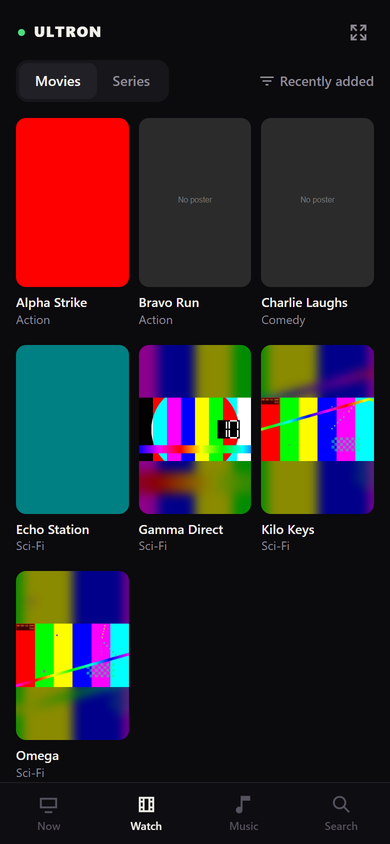 ULTRON
Movies Series Recently added
No poster No poster
Alpha Strike Bravo Run Charlie Laughs
Action Action Comedy
10
Echo Station Gamma Direct Kilo Keys
Sci-Fi Sci-Fi Sci-Fi
Omega
Sci-Fi
Now Watch Music Search